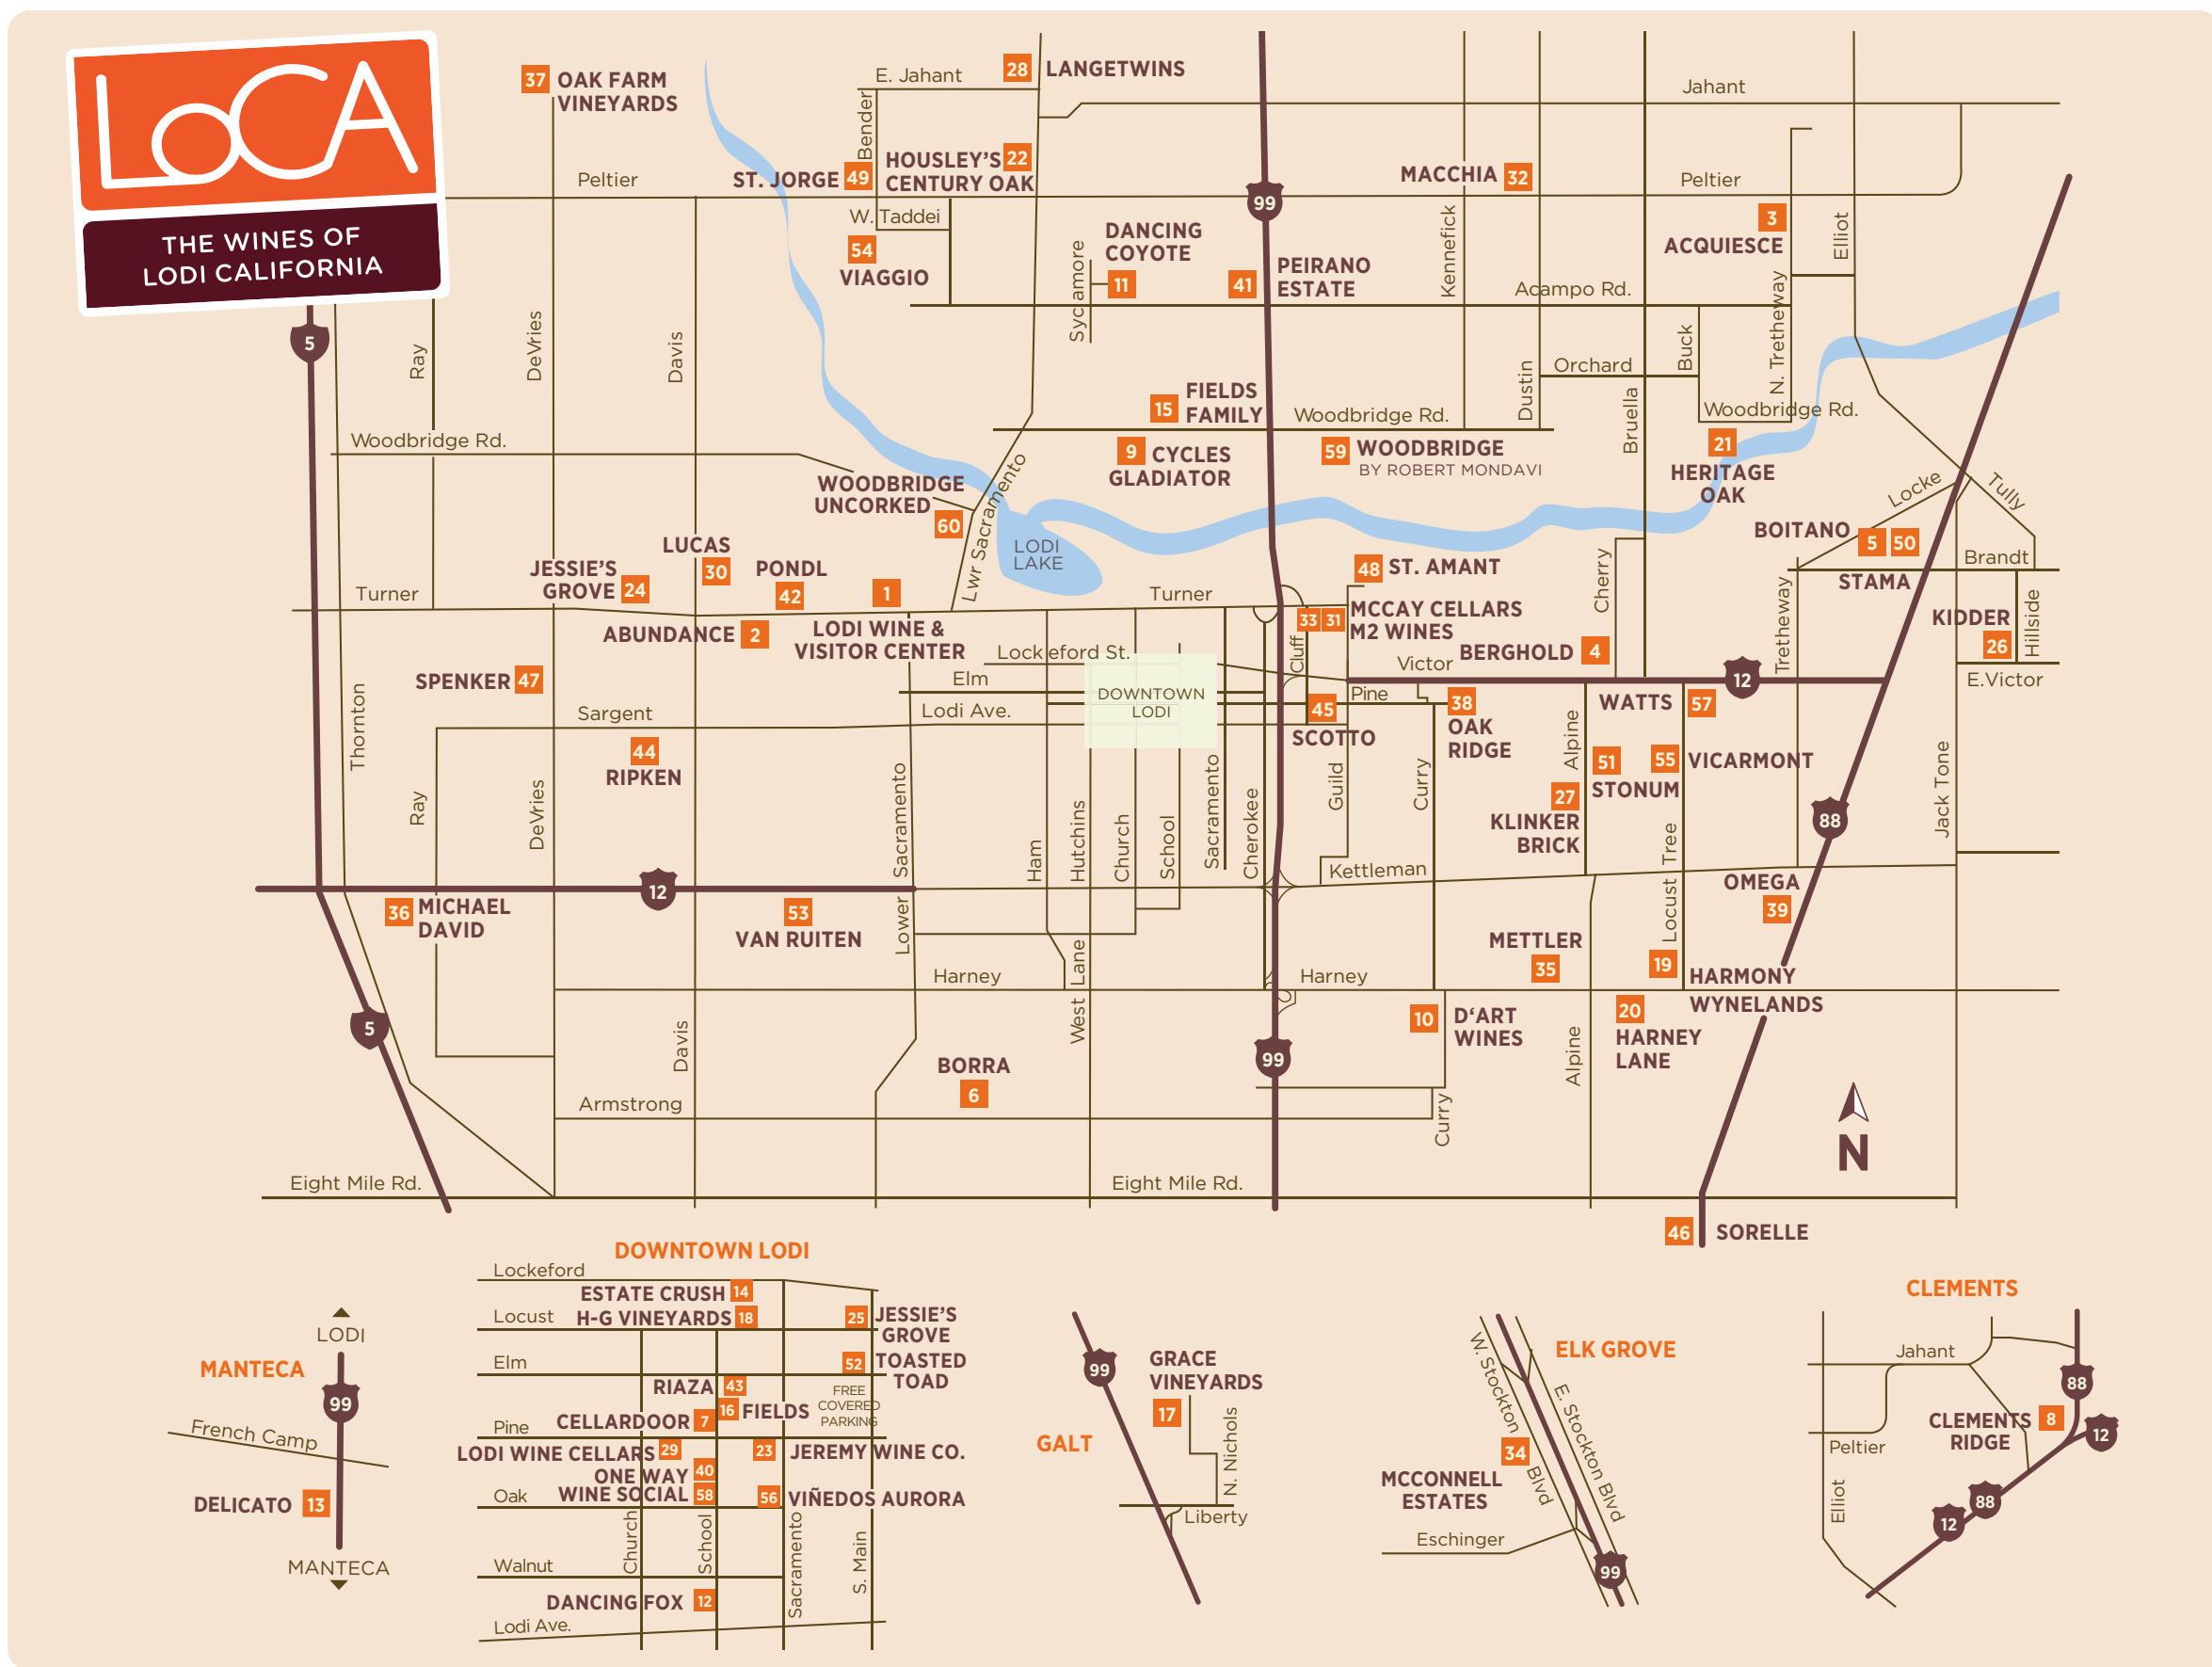 LoCA
THE WINES OF
LODI CALIFORNIA
37 OAK FARM
VINEYARDS
E. Jahant
28 LANGETWINS
Jahant
Bender
HOUSLEY'S 22
CENTURY OAK
ST. JORGE 49
MACCHIA 32
Peltier
99
Peltier
W. Taddei
54
VIAGGIO
DANCING
COYOTE
11
Sycamore
41 PEIRANO
ESTATE
Kennefick
3
ACQUIESCE
Elliot
N. Tretheway
Acampo Rd.
5
Ray
DeVries
Davis
Orchard
Buck
Dustin
Bruella
15 FIELDS
FAMILY
Woodbridge Rd.
Woodbridge Rd.
Woodbridge Rd.
9 CYCLES
GLADIATOR
59 WOODBRIDGE
BY ROBERT MONDAVI
21
HERITAGE
OAK
WOODBRIDGE
UNCORKED
60
Lwr Sacramento
LODI
LAKE
Locke
Tully
BOITANO 5 50
STAMA
Brandt
LUCAS
30
JESSIE'S
GROVE 24
PONDL
42
1
LODI WINE &
VISITOR CENTER
48 ST. AMANT
Cherry
Turner
Turner
ABUNDANCE 2
33 31 MCCAY CELLARS
M2 WINES
Cluff
BERGHOLD 4
Tretheway
KIDDER
26
Hillside
E.Victor
SPENKER 47
Lockeford St.
Elm
Lodi Ave.
DOWNTOWN
LODI
Victor
12
Pine
45
SCOTTO
38
OAK
RIDGE
WATTS 57
Thornton
Sargent
44
RIPKEN
Ray
DeVries
Sacramento
Lower
Ham
Hutchins
Church
School
Sacramento
Cherokee
Guild
Curry
Alpine
51
STONUM
55 VICARMONT
27
KLINKER
BRICK
Locust Tree
88
Jack Tone
Kettleman
12
36 MICHAEL
DAVID
53
VAN RUITEN
OMEGA
39
METTLER
35
19 HARMONY
WYNELANDS
Harney
Harney
West Lane
5
Davis
99
10 D'ART
WINES
20
HARNEY
LANE
Alpine
BORRA
6
Armstrong
Curry
N
Eight Mile Rd.
Eight Mile Rd.
46 SORELLE
MANTECA
LODI
99
French Camp
DELICATO 13
MANTECA
DOWNTOWN LODI
Lockeford
ESTATE CRUSH 14
Locust
H-G VINEYARDS 18
25 JESSIE'S
GROVE
Elm
52 TOASTED
TOAD
RIAZA 43
16 FIELDS
FREE
COVERED
PARKING
CELLARDOOR 7
Pine
LODI WINE CELLARS 29
23 JEREMY WINE CO.
ONE WAY 40
Oak
WINE SOCIAL 58
56 VIÑEDOS AURORA
Church
School
Sacramento
S. Main
Walnut
DANCING FOX 12
Lodi Ave.
GALT
99
GRACE
VINEYARDS
17
N. Nichols
Liberty
ELK GROVE
W. Stockton Blvd
E. Stockton Blvd
34
MCCONNELL
ESTATES
Eschinger
99
CLEMENTS
Jahant
88
CLEMENTS 8
RIDGE
12
Peltier
Elliot
88
12